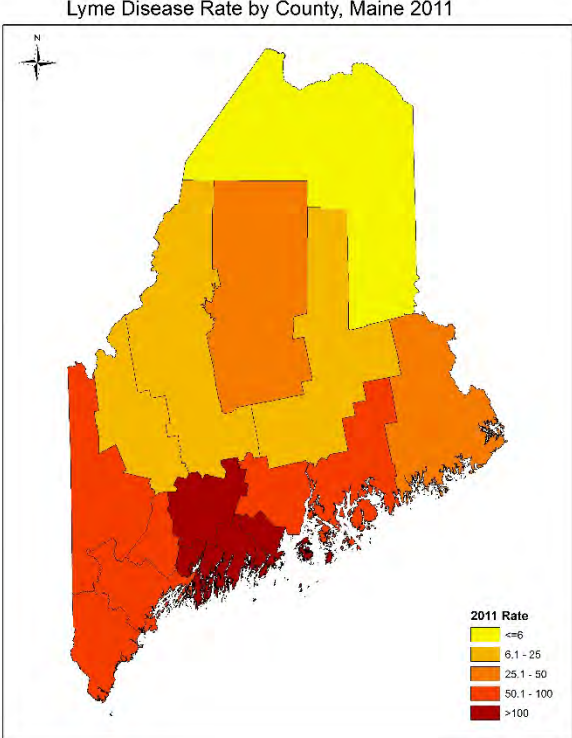 Lyme Disease Rate by County, Maine 2011
N
2011 Rate
<=6
6.1 - 25
25.1 - 50
50.1 - 100
>100